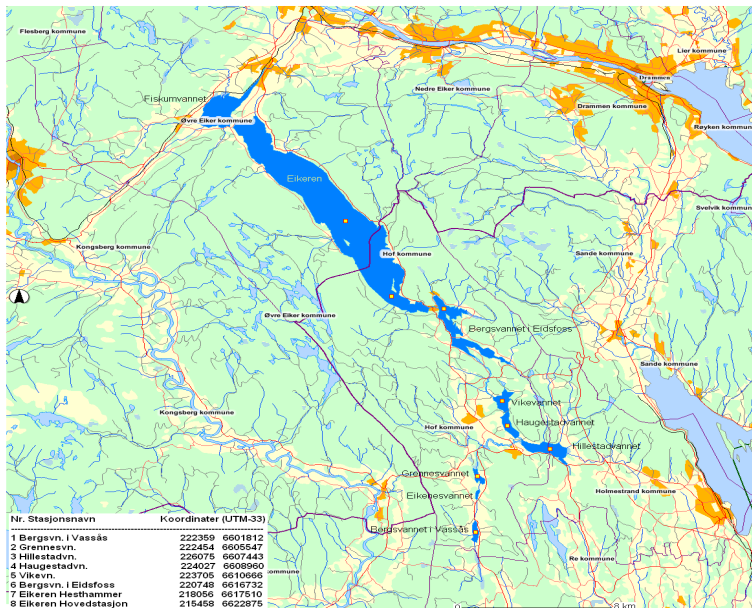 Flesberg kommune
Lier kommune
Drammen
Nedre Eiker kommune
Fiskumvannet
Drammen kommune
Øvre Eiker kommune
Røyken kommu
Eikeren
Svelvik kommun
Kongsberg kommune
Hof kommune
Sande kommune
Øvre Eiker kommune
Bergsvannet i Eidsfoss
Sande kommune
Vikevannet
Kongsberg kommune
Haugestadvannet
Hof kommune
Hillestadvannet
Grennesvannet
Holmestrand kommune
Eikenesvannet
Bergsvannet i Vassås
Re kommune
kommune
8 km
0
Nr. Stasjonsnavn Koordinater (UTM-33)
1 Bergsvn. i Vassås 222359 6601812
2 Grennesvn. 222454 6605547
3 Hillestadvn. 226075 6607443
4 Haugestadvn. 224027 6608960
5 Vikevn. 223705 6610666
6 Bergsvn. i Eidsfoss 220748 6616732
7 Eikeren Hesthammer 218056 6617510
8 Eikeren Hovedstasjon 215458 6622875